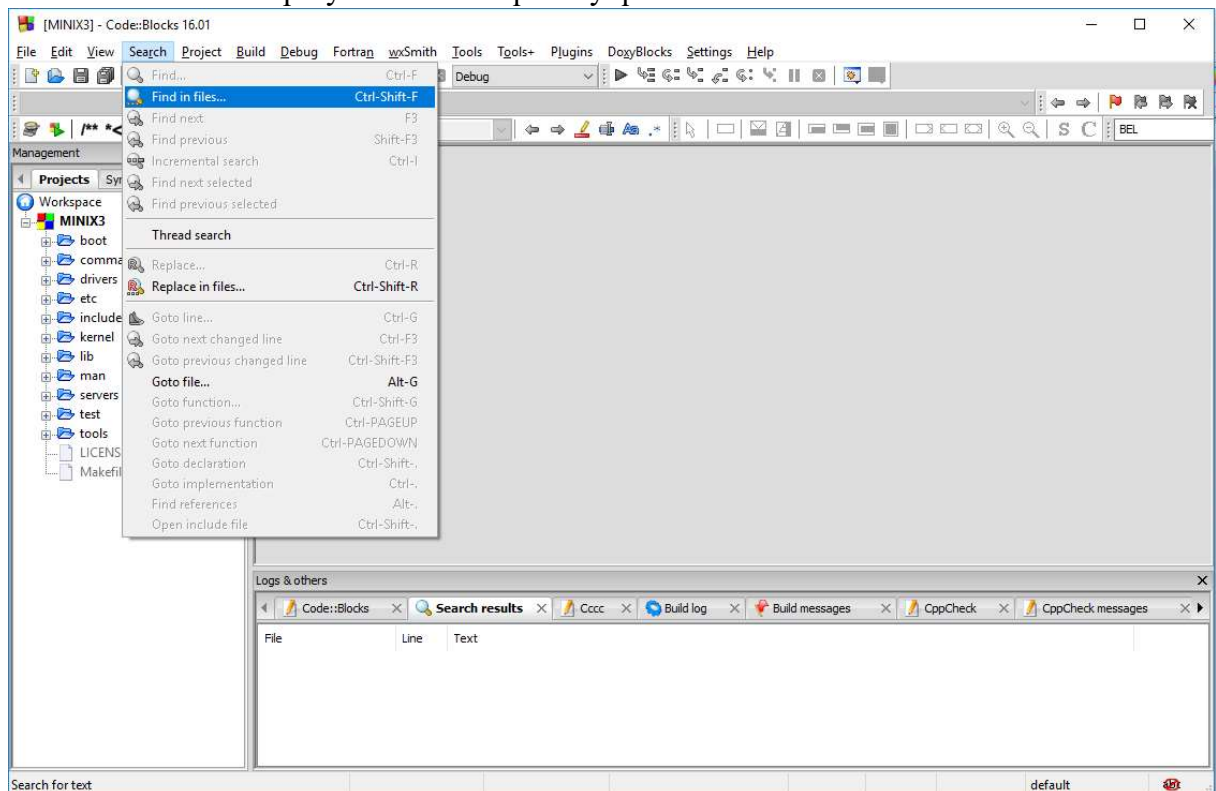 [MINIX3] - Code::Blocks 16.01
File Edit View Search Project Build Debug Fortran wxSmith Tools Tools+ Plugins DoxyBlocks Settings Help
Find... Ctrl-F
Debug
Find in files... Ctrl-Shift-F
Find next F3
/** *<
S C
BEL
Find previous Shift-F3
Management
Incremental search Ctrl-I
Projects
Find next selected
Workspace
Find previous selected
MINIX3
boot
Thread search
comma
Replace... Ctrl-R
drivers
Replace in files... Ctrl-Shift-R
etc
include
Goto line... Ctrl-G
kernel
Goto next changed line Ctrl-F3
lib
Goto previous changed line Ctrl-Shift-F3
man
Goto file... Alt-G
servers
Goto function... Ctrl-Shift-G
test
Goto previous function Ctrl-PAGEUP
tools
Goto next function Ctrl-PAGEDOWN
LICENS
Goto declaration Ctrl-Shift-.
Makefil
Goto implementation Ctrl-.
Find references Alt-.
Open include file Ctrl-Shift-.
Logs & others
Code::Blocks Search results Cccc Build log Build messages CppCheck CppCheck messages
File Line Text
Search for text
default